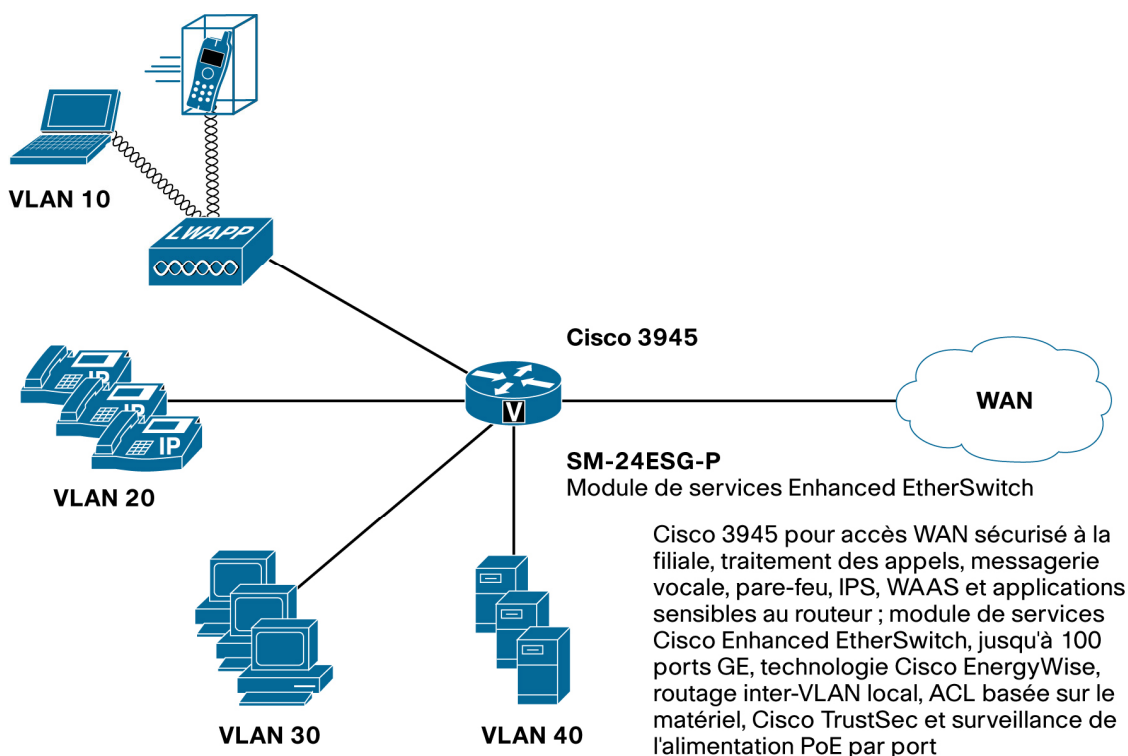 VLAN 10
LWAPP
Cisco 3945
WAN
V
IP
IP
IP
VLAN 20
SM-24ESG-P
Module de services Enhanced EtherSwitch
Cisco 3945 pour accès WAN sécurisé à la
filiale, traitement des appels, messagerie
vocale, pare-feu, IPS, WAAS et applications
sensibles au routeur ; module de services
Cisco Enhanced EtherSwitch, jusqu'à 100
ports GE, technologie Cisco EnergyWise,
routage inter-VLAN local, ACL basée sur le
matériel, Cisco TrustSec et surveillance de
l'alimentation PoE par port
VLAN 30
VLAN 40